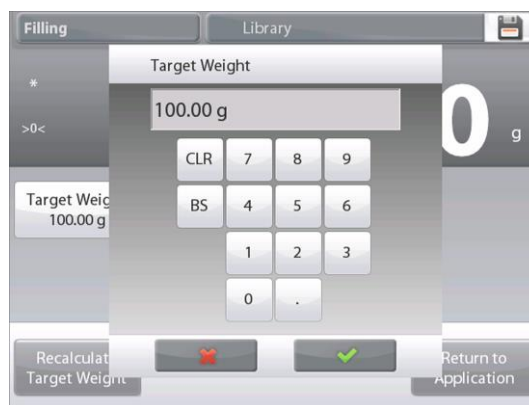 Filling
Library
*
>0<
0
g
Target Weight
100.00 g
CLR 7 8 9
BS 4 5 6
1 2 3
0 .
Target Weig
100.00 g
Recalculat
Target Weight
Return to
Application